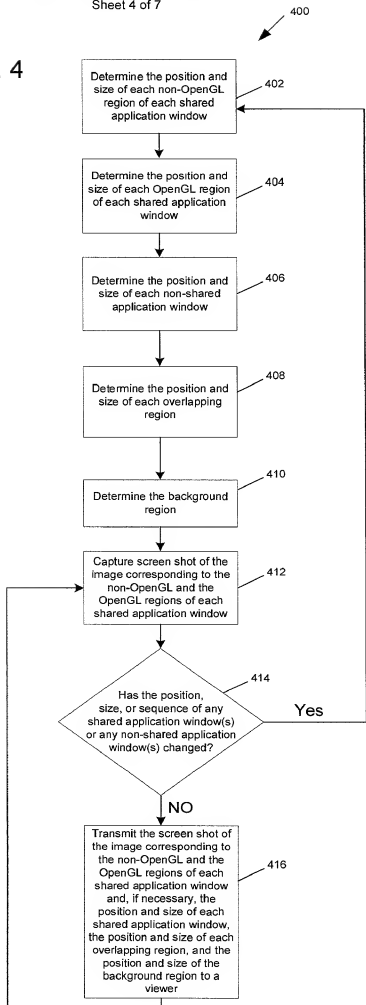 Sheet 4 of 7
400
4
Determine the position and
size of each non-OpenGL
region of each shared
application window
402
Determine the position and
size of each OpenGL region
of each shared application
window
404
Determine the position and
size of each non-shared
application window
406
Determine the position and
size of each overlapping
region
408
Determine the background
region
410
Capture screen shot of the
image corresponding to the
non-OpenGL and the
OpenGL regions of each
shared application window
412
Has the position,
size, or sequence of any
shared application window(s)
or any non-shared application
window(s) changed?
414
Yes
NO
Transmit the screen shot of
the image corresponding to
the non-OpenGL and the
OpenGL regions of each
shared application window
and, if necessary, the
position and size of each
shared application window,
the position and size of each
overlapping region, and the
position and size of the
background region to a
viewer
416